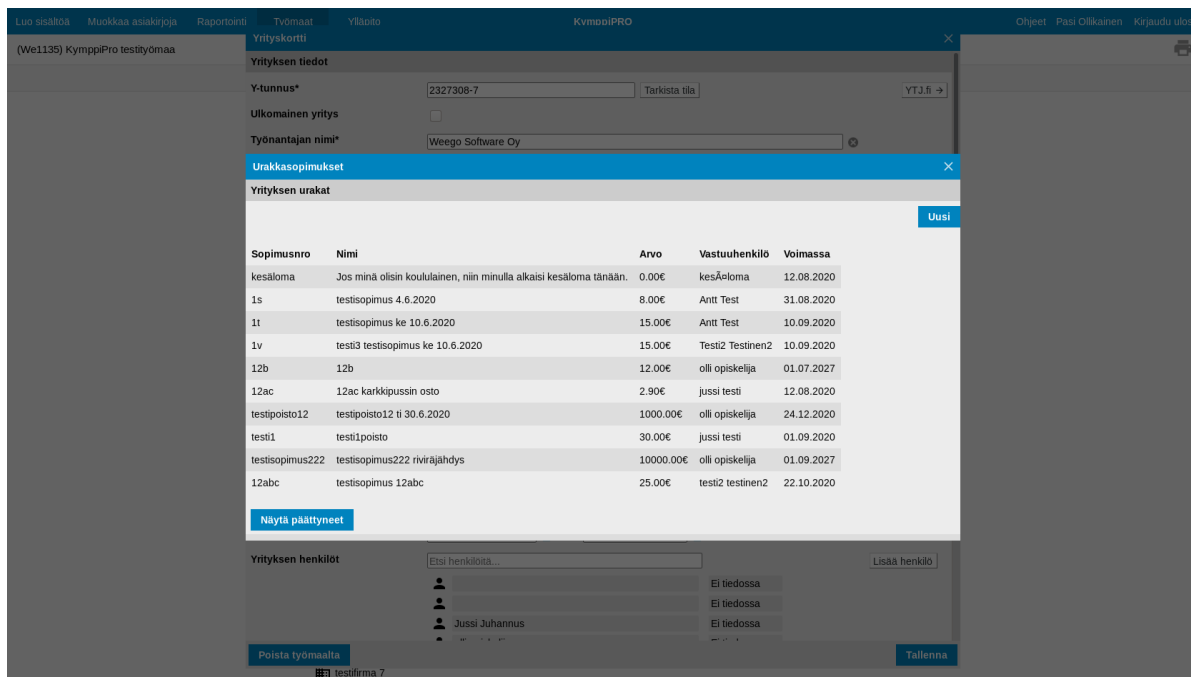 Luo sisältöä Muokkaa asiakirjoja Raportointi Työmaat Ylläpito KymppiPRO Ohjeet Pasi Ollikainen Kirjaudu ulos
Yrityskortti
(We1135) KymppiPro testityömaa
Yrityksen tiedot
Y-tunnus* 2327308-7 Tarkista tila YTJ.fi →
Ulkomainen yritys
Työnantajan nimi* Weego Software Oy
Urakkasopimukset
Yrityksen urakat
Uusi
Sopimusnro Nimi Arvo Vastuuhenkilö Voimassa
kesäloma Jos minä olisin koululainen, niin minulla alkaisi kesäloma tänään. 0.00€ kesÃ¤loma 12.08.2020
1s testisopimus 4.6.2020 8.00€ Antt Test 31.08.2020
1t testisopimus ke 10.6.2020 15.00€ Antt Test 10.09.2020
1v testi3 testisopimus ke 10.6.2020 15.00€ Testi2 Testinen2 10.09.2020
12b 12b 12.00€ olli opiskelija 01.07.2027
12ac 12ac karkkipussin osto 2.90€ jussi testi 12.08.2020
testipoisto12 testipoisto12 ti 30.6.2020 1000.00€ olli opiskelija 24.12.2020
testi1 testi1poisto 30.00€ jussi testi 01.09.2020
testisopimus222 testisopimus222 riviräjähdys 10000.00€ olli opiskelija 01.09.2027
12abc testisopimus 12abc 25.00€ testi2 testinen2 22.10.2020
Näytä päättyneet
Yrityksen henkilöt Etsi henkilöitä... Lisää henkilö
Ei tiedossa
Ei tiedossa
Jussi Juhannus Ei tiedossa
Poista työmaalta Tallenna
testifirma 7